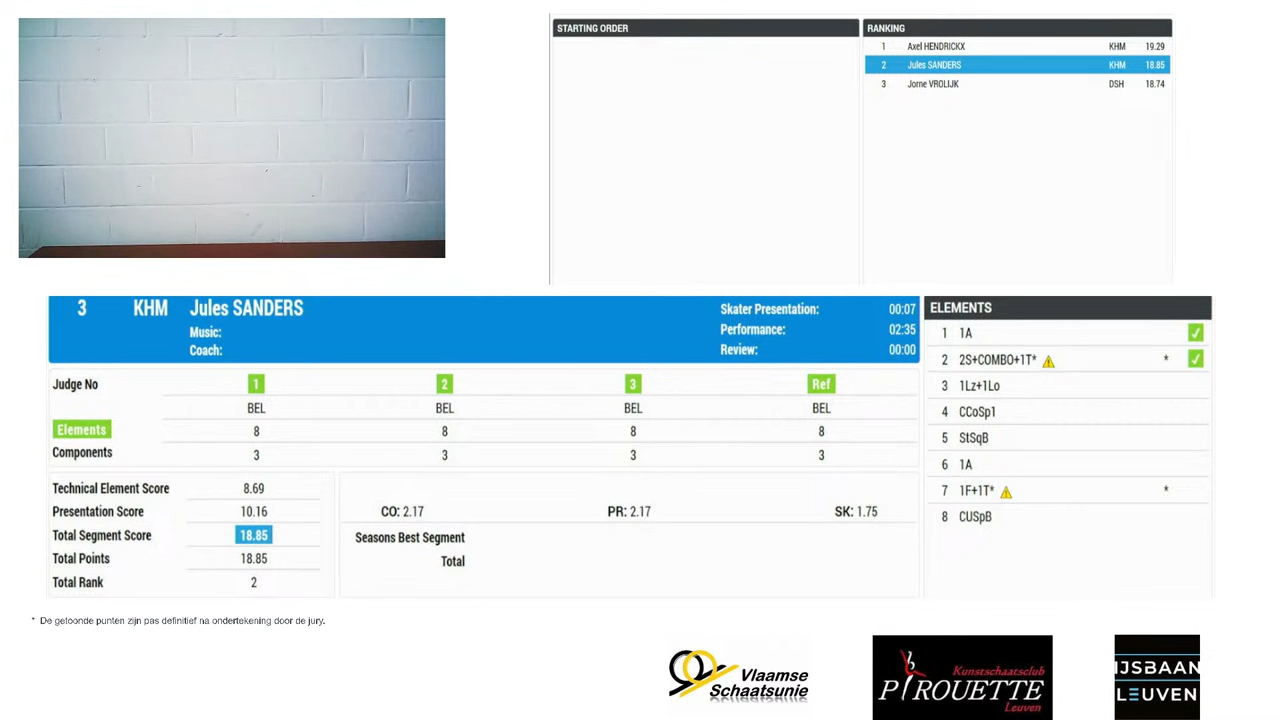 STARTING ORDER
RANKING
1 Axel HENDRICKX KHM 19.29
2 Jules SANDERS KHM 18.85
3 Jorne VROLIJK DSH 18.74
3 KHM Jules SANDERS
Music:
Coach:
Skater Presentation: 00:07
Performance: 02:35
Review: 00:00
Judge No 1 2 3 Ref
BEL BEL BEL BEL
Elements 8 8 8 8
Components 3 3 3 3
Technical Element Score 8.69
Presentation Score 10.16
Total Segment Score 18.85
Total Points 18.85
Total Rank 2
CO: 2.17 PR: 2.17 SK: 1.75
Seasons Best Segment
Total
ELEMENTS
1 1A
2 2S+COMBO+1T* *
3 1Lz+1Lo
4 CCoSp1
5 StSqB
6 1A
7 1F+1T* *
8 CUSpB
* De getoonde punten zijn pas definitief na ondertekening door de jury.
Vlaamse
Schaatsunie
Kunstschaatsclub
PIROUETTE
Leuven
IJSBAAN
LEUVEN